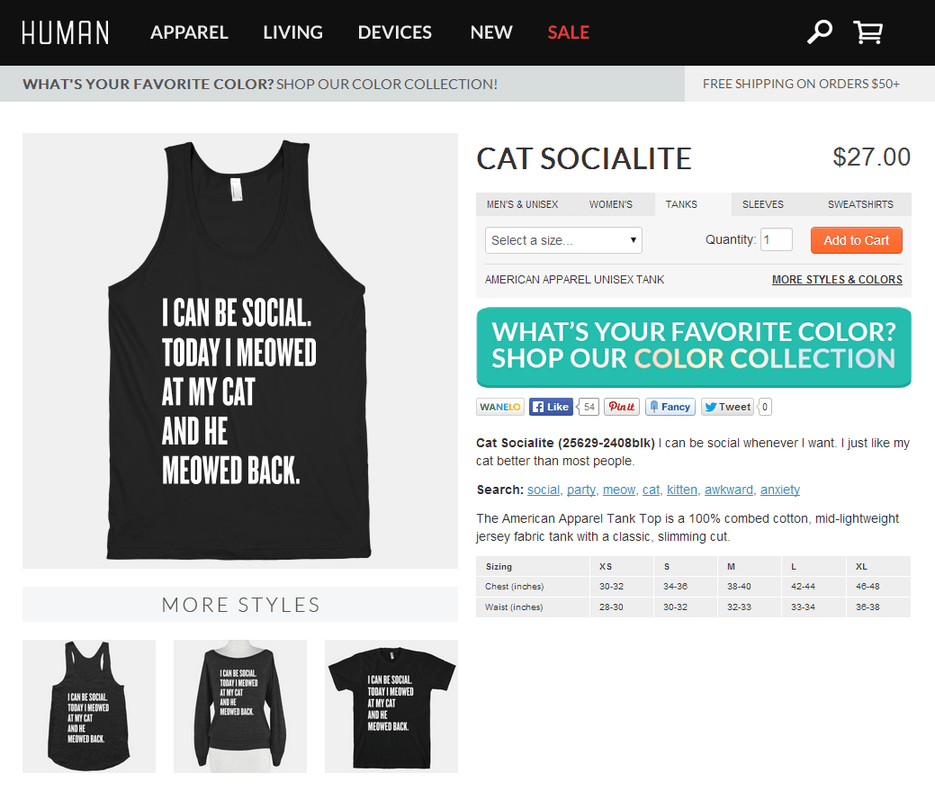 HUMAN
APPAREL LIVING DEVICES NEW SALE
WHAT'S YOUR FAVORITE COLOR? SHOP OUR COLOR COLLECTION!
FREE SHIPPING ON ORDERS $50+
I CAN BE SOCIAL.
TODAY I MEOWED
AT MY CAT
AND HE
MEOWED BACK.
CAT SOCIALITE
$27.00
MEN'S & UNISEX WOMEN'S TANKS SLEEVES SWEATSHIRTS
Select a size... Quantity: 1 Add to Cart
AMERICAN APPAREL UNISEX TANK MORE STYLES & COLORS
WHAT'S YOUR FAVORITE COLOR?
SHOP OUR COLOR COLLECTION
WANELO Like 54 Pin it Fancy Tweet 0
Cat Socialite (25629-2408blk) I can be social whenever I want. I just like my
cat better than most people.
Search: social, party, meow, cat, kitten, awkward, anxiety
The American Apparel Tank Top is a 100% combed cotton, mid-lightweight
jersey fabric tank with a classic, slimming cut.
Sizing XS S M L XL
Chest (inches) 30-32 34-36 38-40 42-44 46-48
Waist (inches) 28-30 30-32 32-33 33-34 36-38
MORE STYLES
I CAN BE SOCIAL.
TODAY I MEOWED
AT MY CAT
AND HE
MEOWED BACK.
I CAN BE SOCIAL.
TODAY I MEOWED
AT MY CAT
AND HE
MEOWED BACK.
I CAN BE SOCIAL.
TODAY I MEOWED
AT MY CAT
AND HE
MEOWED BACK.